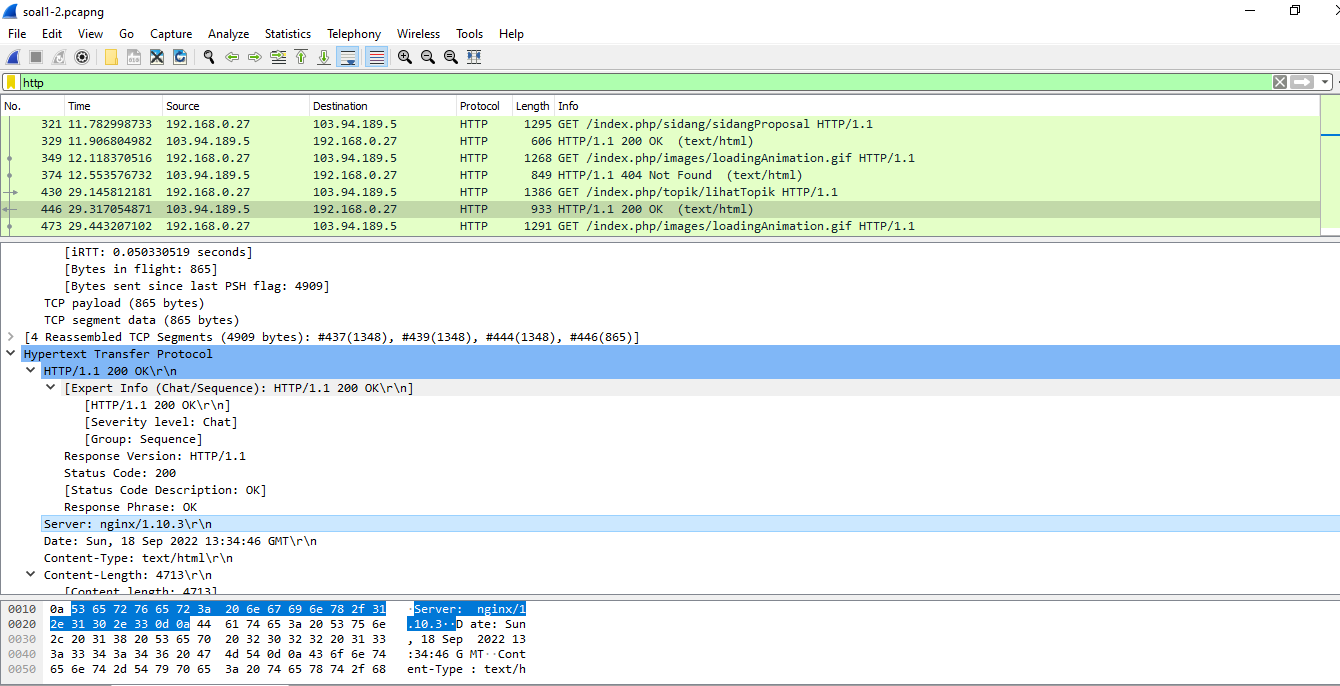 soal1-2.pcapng
File Edit View Go Capture Analyze Statistics Telephony Wireless Tools Help
http
No. Time Source Destination Protocol Length Info
321 11.782998733 192.168.0.27 103.94.189.5 HTTP 1295 GET /index.php/sidang/sidangProposal HTTP/1.1
329 11.906804982 103.94.189.5 192.168.0.27 HTTP 606 HTTP/1.1 200 OK (text/html)
349 12.118370516 192.168.0.27 103.94.189.5 HTTP 1268 GET /index.php/images/loadingAnimation.gif HTTP/1.1
374 12.553576732 103.94.189.5 192.168.0.27 HTTP 849 HTTP/1.1 404 Not Found (text/html)
430 29.145812181 192.168.0.27 103.94.189.5 HTTP 1386 GET /index.php/topik/lihatTopik HTTP/1.1
446 29.317054871 103.94.189.5 192.168.0.27 HTTP 933 HTTP/1.1 200 OK (text/html)
473 29.443207102 192.168.0.27 103.94.189.5 HTTP 1291 GET /index.php/images/loadingAnimation.gif HTTP/1.1
[iRTT: 0.050330519 seconds]
[Bytes in flight: 865]
[Bytes sent since last PSH flag: 4909]
TCP payload (865 bytes)
TCP segment data (865 bytes)
[4 Reassembled TCP Segments (4909 bytes): #437(1348), #439(1348), #444(1348), #446(865)]
Hypertext Transfer Protocol
HTTP/1.1 200 OK\r\n
[Expert Info (Chat/Sequence): HTTP/1.1 200 OK\r\n]
[HTTP/1.1 200 OK\r\n]
[Severity level: Chat]
[Group: Sequence]
Response Version: HTTP/1.1
Status Code: 200
[Status Code Description: OK]
Response Phrase: OK
Server: nginx/1.10.3\r\n
Date: Sun, 18 Sep 2022 13:34:46 GMT\r\n
Content-Type: text/html\r\n
Content-Length: 4713\r\n
[Content length: 4713]
0010 0a 53 65 72 76 65 72 3a 20 6e 67 69 6e 78 2f 31 ·Server: nginx/1
0020 2e 31 30 2e 33 0d 0a 44 61 74 65 3a 20 53 75 6e .10.3··D ate: Sun
0030 2c 20 31 38 20 53 65 70 20 32 30 32 32 20 31 33 , 18 Sep 2022 13
0040 3a 33 34 3a 34 36 20 47 4d 54 0d 0a 43 6f 6e 74 :34:46 G MT··Cont
0050 65 6e 74 2d 54 79 70 65 3a 20 74 65 78 74 2f 68 ent-Type : text/h